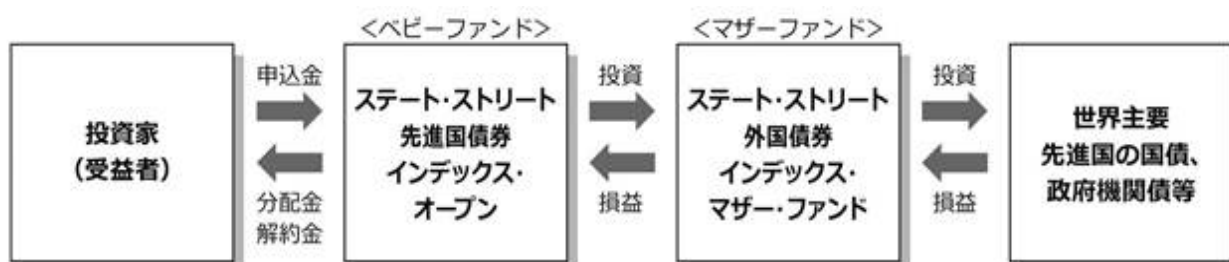 <ベビーファンド>
<マザーファンド>
投資家
(受益者)
申込金
分配金
解約金
ステート・ストリート
先進国債券
インデックス・
オープン
投資
損益
ステート・ストリート
外国債券
インデックス・
マザー・ファンド
投資
損益
世界主要
先進国の国債、
政府機関債等